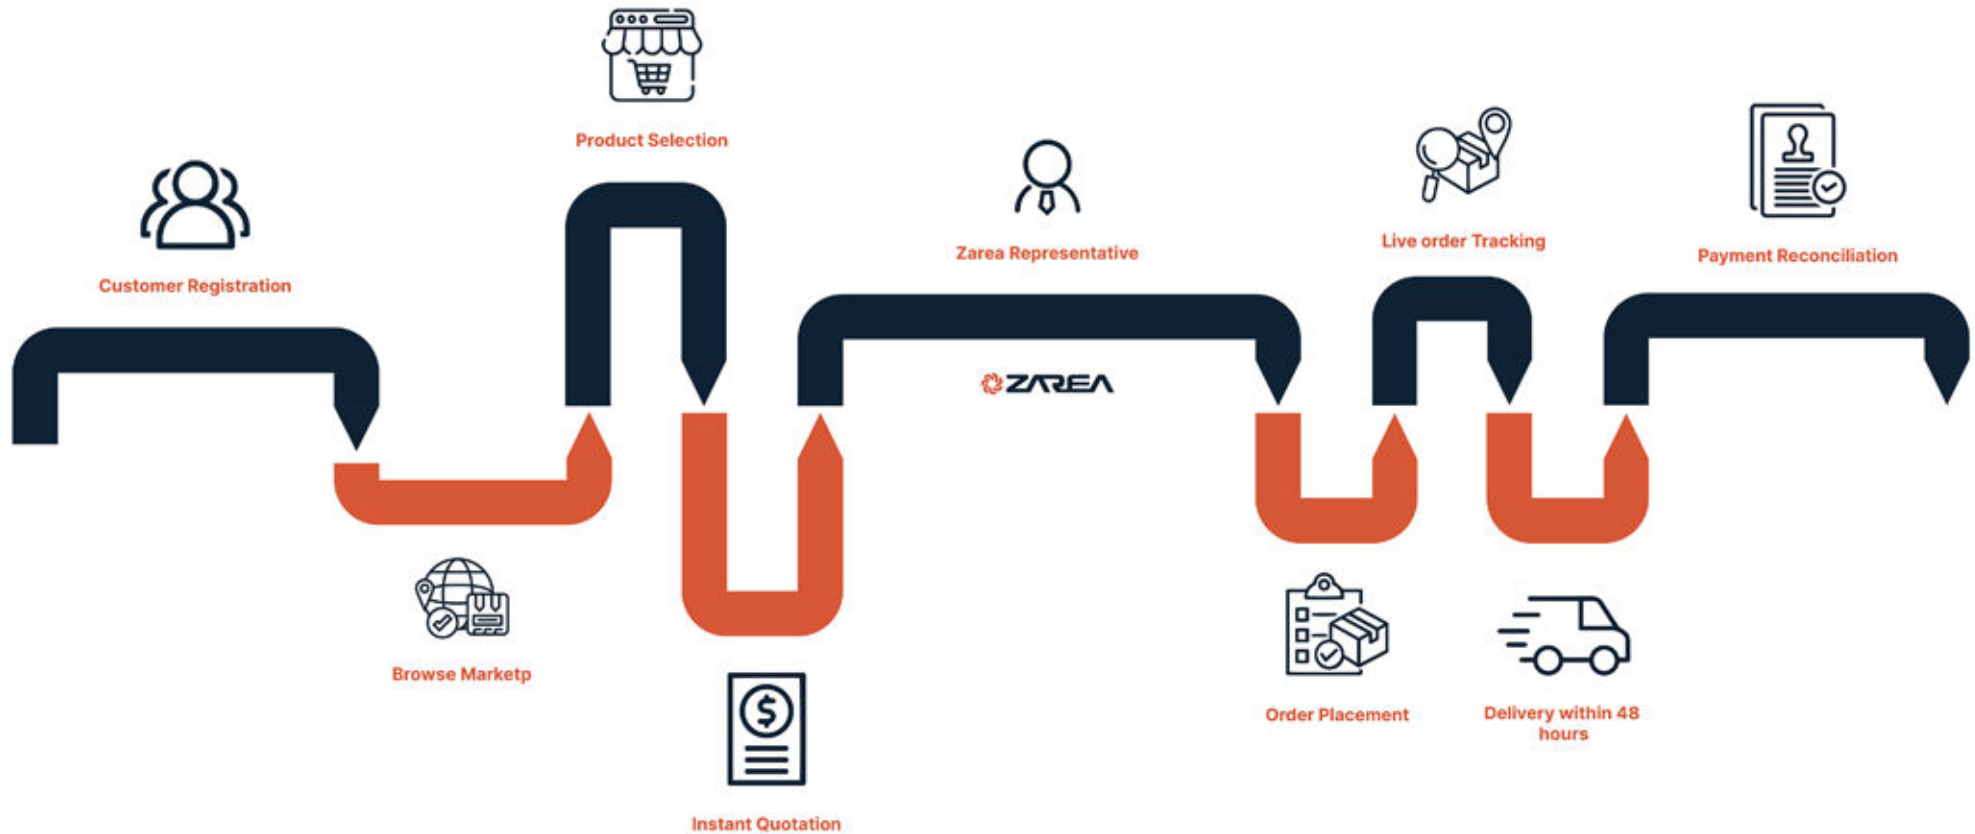 Customer Registration
Browse Marketp
Product Selection
Instant Quotation
Zarea Representative
ZAREA
Order Placement
Live order Tracking
Delivery within 48
hours
Payment Reconciliation